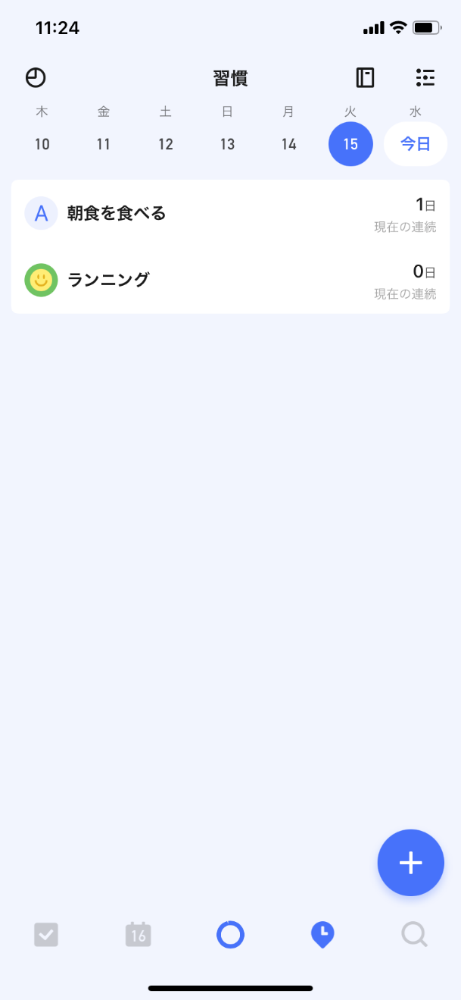 11:24
習慣
木 金 土 日 月 火 水
10 11 12 13 14 15 今日
A 朝食を食べる 1日
現在の連続
ランニング 0日
現在の連続
16